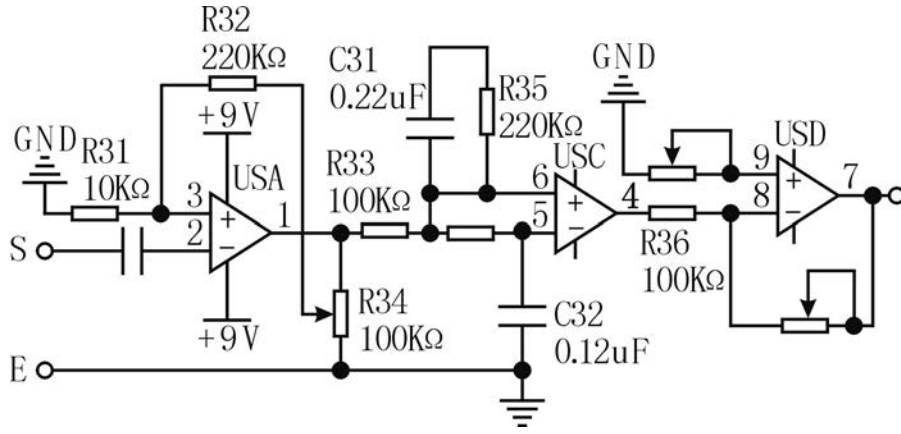 R32
220KΩ
+9V
GND
R31
10KΩ
USA
3
+
2
−
1
S
+9V
E
R33
100KΩ
R34
100KΩ
C31
0.22uF
R35
220KΩ
USC
6
+
5
−
4
C32
0.12uF
GND
R36
100KΩ
USD
9
+
8
−
7